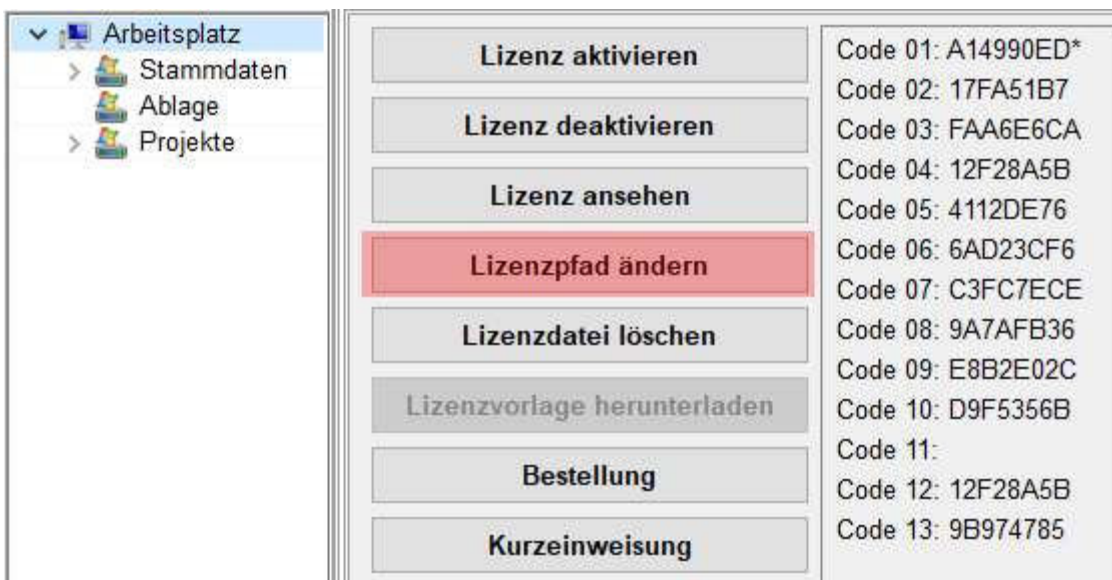 Arbeitsplatz
Stammdaten
Ablage
Projekte
Lizenz aktivieren
Lizenz deaktivieren
Lizenz ansehen
Lizenzpfad ändern
Lizenzdatei löschen
Lizenzvorlage herunterladen
Bestellung
Kurzeinweisung
Code 01: A14990ED*
Code 02: 17FA51B7
Code 03: FAA6E6CA
Code 04: 12F28A5B
Code 05: 4112DE76
Code 06: 6AD23CF6
Code 07: C3FC7ECE
Code 08: 9A7AFB36
Code 09: E8B2E02C
Code 10: D9F5356B
Code 11:
Code 12: 12F28A5B
Code 13: 9B974785